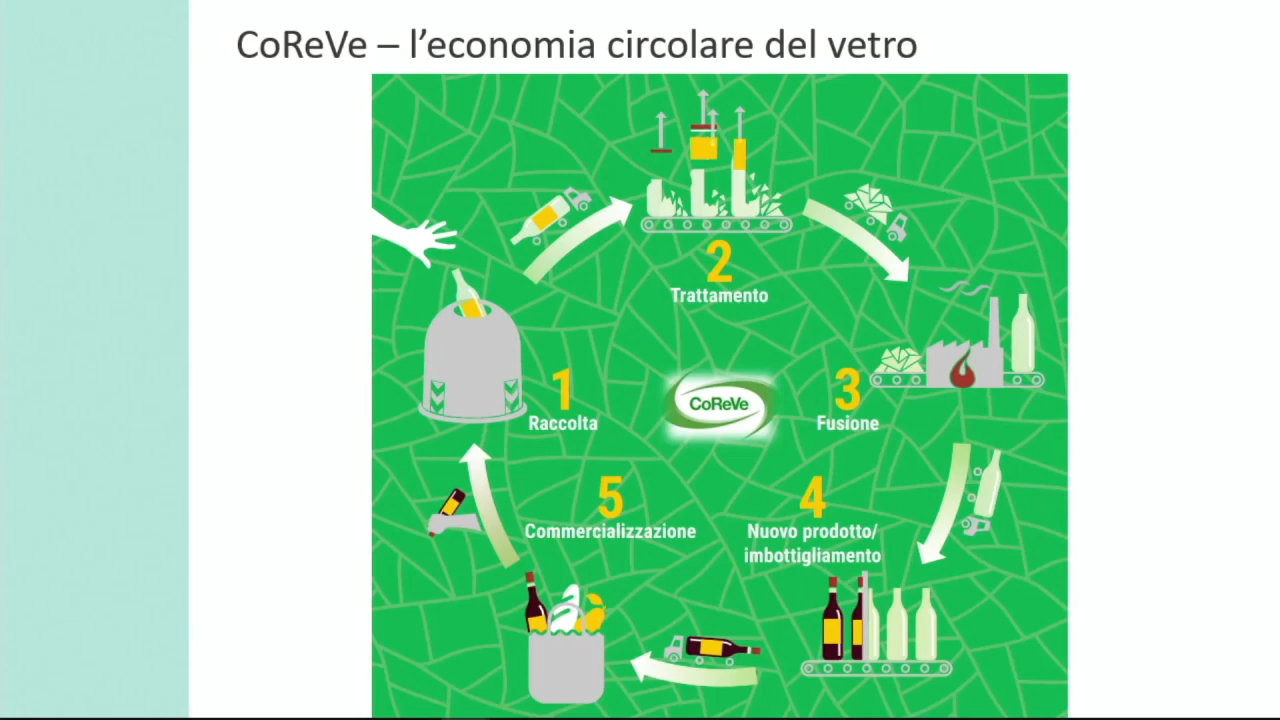 CoReVe – l’economia circolare del vetro
2
Trattamento
1
Raccolta
CoReVe
3
Fusione
5
Commercializzazione
4
Nuovo prodotto/
imbottigliamento